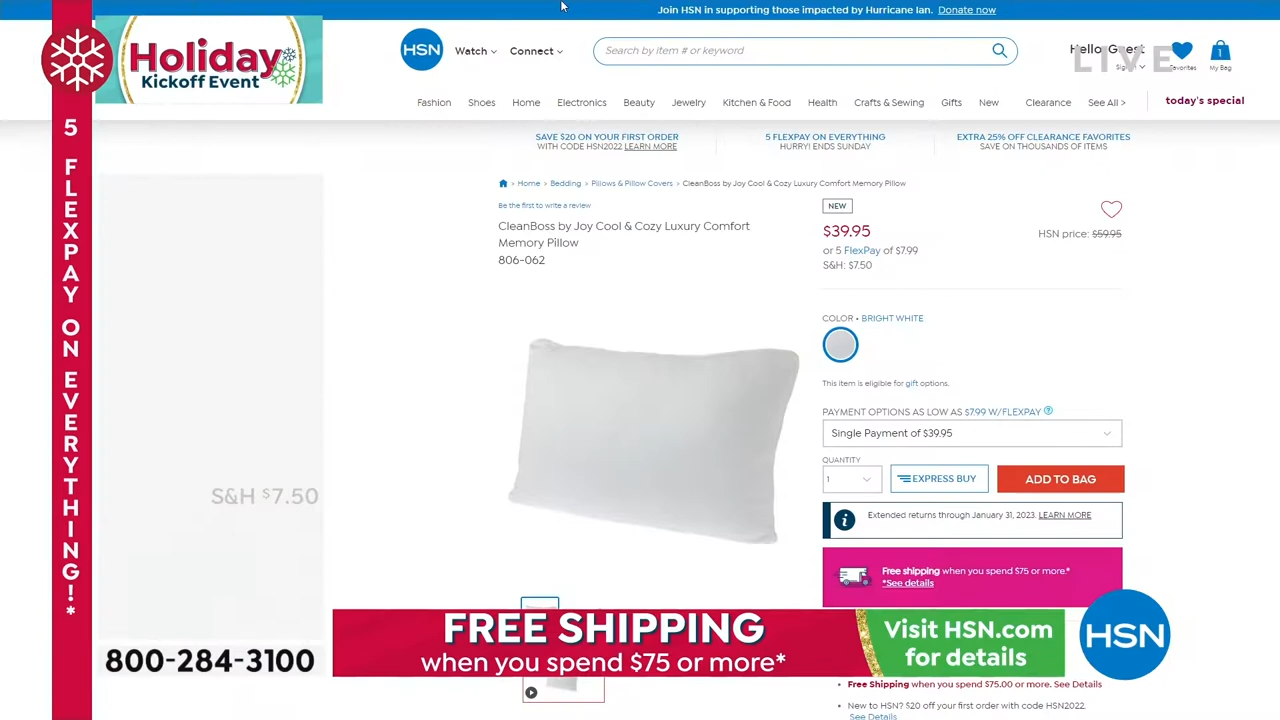 Join HSN in supporting those impacted by Hurricane Ian. Donate now
Holiday
Kickoff Event
HSN
Watch
Connect
Search by item # or keyword
Hello, Guest
LIVE
Favorites
1
My Bag
Fashion Shoes Home Electronics Beauty Jewelry Kitchen & Food Health Crafts & Sewing Gifts New Clearance See All >
today's special
5 FLEXPAY ON EVERYTHING!*
SAVE $20 ON YOUR FIRST ORDER
WITH CODE HSN2022 LEARN MORE
5 FLEXPAY ON EVERYTHING
HURRY! ENDS SUNDAY
EXTRA 25% OFF CLEARANCE FAVORITES
SAVE ON THOUSANDS OF ITEMS
> Home > Bedding > Pillows & Pillow Covers > CleanBoss by Joy Cool & Cozy Luxury Comfort Memory Pillow
Be the first to write a review
CleanBoss by Joy Cool & Cozy Luxury Comfort
Memory Pillow
806-062
NEW
$39.95
HSN price: $59.95
or 5 FlexPay of $7.99
S&H: $7.50
COLOR • BRIGHT WHITE
This item is eligible for gift options.
PAYMENT OPTIONS AS LOW AS $7.99 W/FLEXPAY ?
Single Payment of $39.95
QUANTITY
1
EXPRESS BUY
ADD TO BAG
Extended returns through January 31, 2023. LEARN MORE
Free shipping when you spend $75 or more.*
*See details
S&H $7.50
800-284-3100
FREE SHIPPING
when you spend $75 or more*
Visit HSN.com
for details
HSN
• Free Shipping when you spend $75.00 or more. See Details
• New to HSN? $20 off your first order with code HSN2022.
See Details